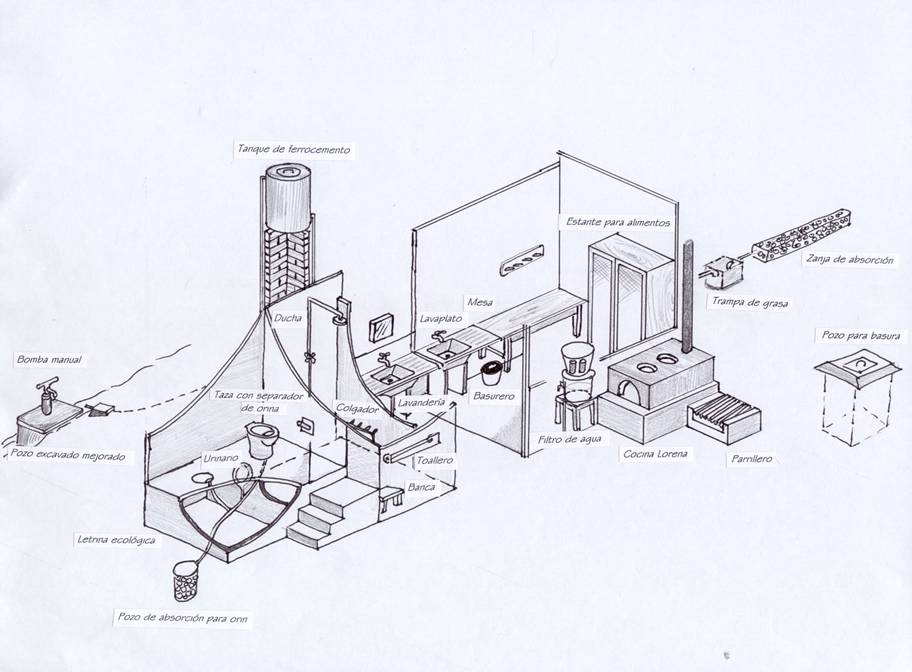 Tanque de ferrocemento
Estante para alimentos
Zanja de absorción
Mesa
Trampa de grasa
Ducha
Lavaplato
Pozo para basura
Bomba manual
Taza con separador
de orina
Colgador
Lavandería
Basurero
Filtro de agua
Pozo excavado mejorado
Urinario
Toallero
Cocina Lorena
Parrillero
Banca
Letrina ecológica
Pozo de absorción para orin